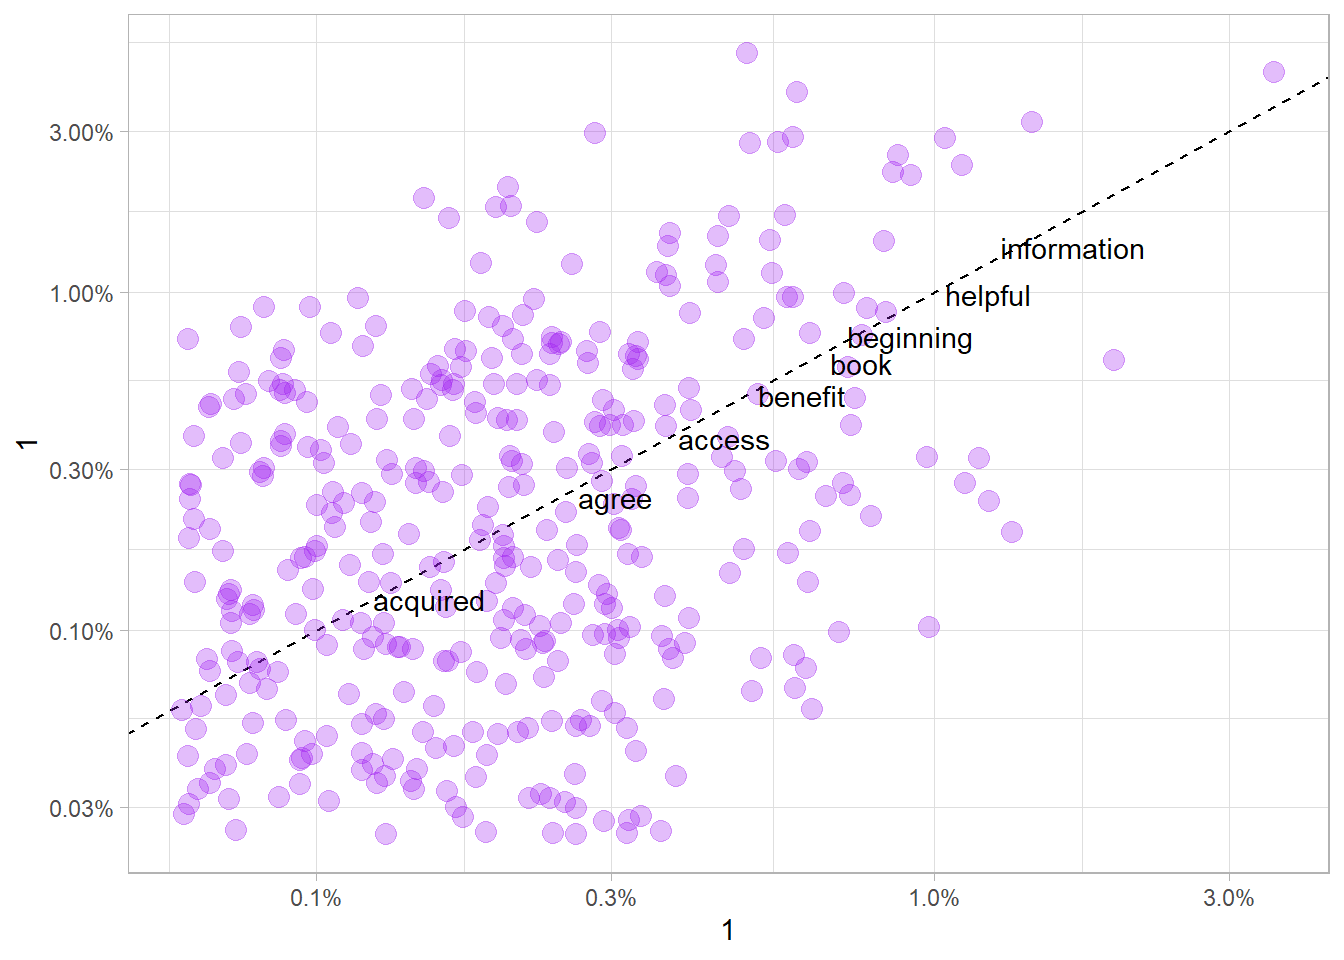 3.00%
1.00%
0.30%
0.10%
0.03%
1
information
helpful
beginning
book
benefit
access
agree
acquired
0.1%
0.3%
1.0%
3.0%
1